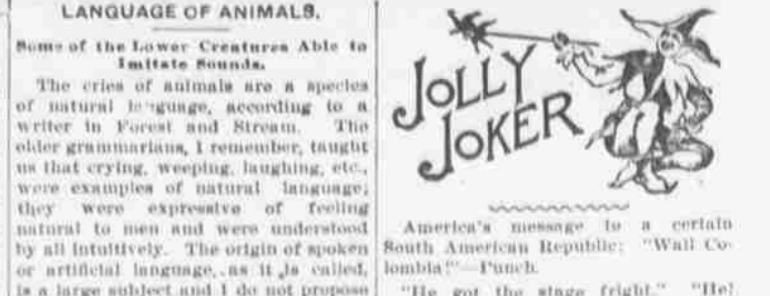 LANGUAGE OF ANIMALS.
Some of the Lower Creatures Able to
Imitate Sounds.
The cries of animals are a species
of natural language, according to a
writer in Forest and Stream. The
older grammarians, I remember, taught
us that crying, weeping, laughing, etc.,
were examples of natural language;
they were expressive of feeling
natural to men and were understood
by all intuitively. The origin of spoken
or artificial language, as it is called,
is a large subject and I do not propose
JOLLY
JOKER
America's message to a certain
South American Republic: "Wail Co-
lombia!"—Punch.
"He got the stage fright." "He!